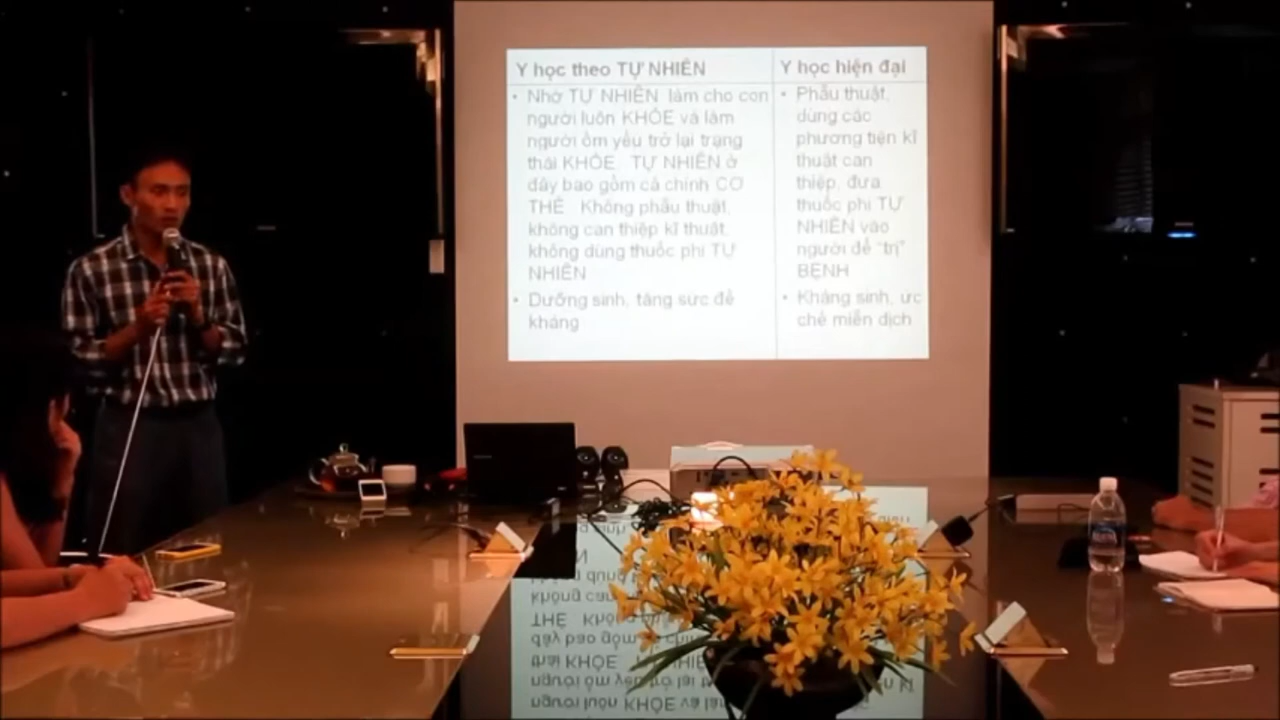 Y học theo TỰ NHIÊN
• Nhờ TỰ NHIÊN làm cho con
người luôn KHỎE và làm
người ốm yếu trở lại trạng
thái KHỎE. TỰ NHIÊN ở
đây bao gồm cả chính CƠ
THỂ. Không phẫu thuật,
không can thiệp kĩ thuật,
không dùng thuốc phi TỰ
NHIÊN
• Dưỡng sinh, tăng sức đề
kháng
Y học hiện đại
• Phẫu thuật,
dùng các
phương tiện kĩ
thuật can
thiệp, đưa
thuốc phi TỰ
NHIÊN vào
người để "trị"
BỆNH
• Kháng sinh, ức
chế miễn dịch